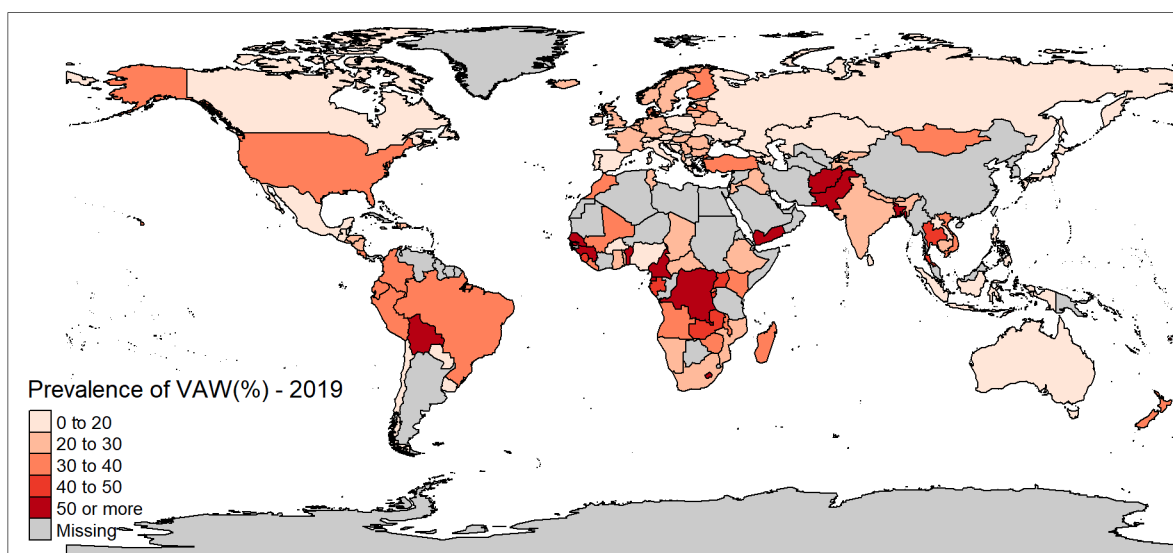 Prevalence of VAW(%) - 2019
0 to 20
20 to 30
30 to 40
40 to 50
50 or more
Missing